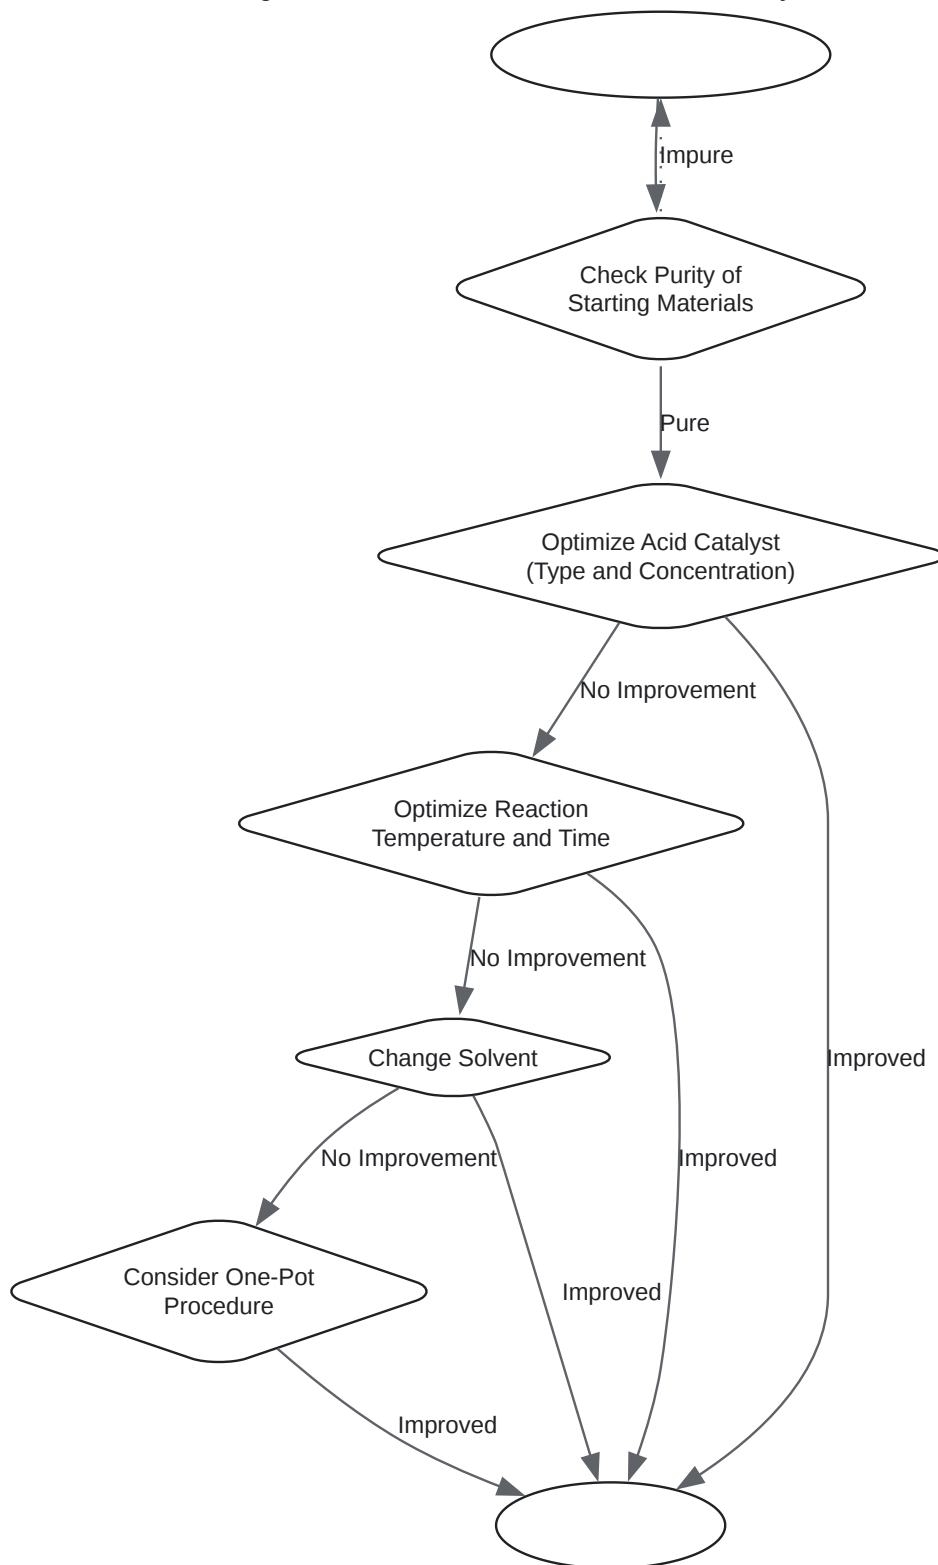 Impure
Check Purity of
Starting Materials
Pure
Optimize Acid Catalyst
(Type and Concentration)
No Improvement
Optimize Reaction
Temperature and Time
No Improvement
Change Solvent
Improved
No Improvement
Improved
Consider One-Pot
Procedure
Improved
Improved